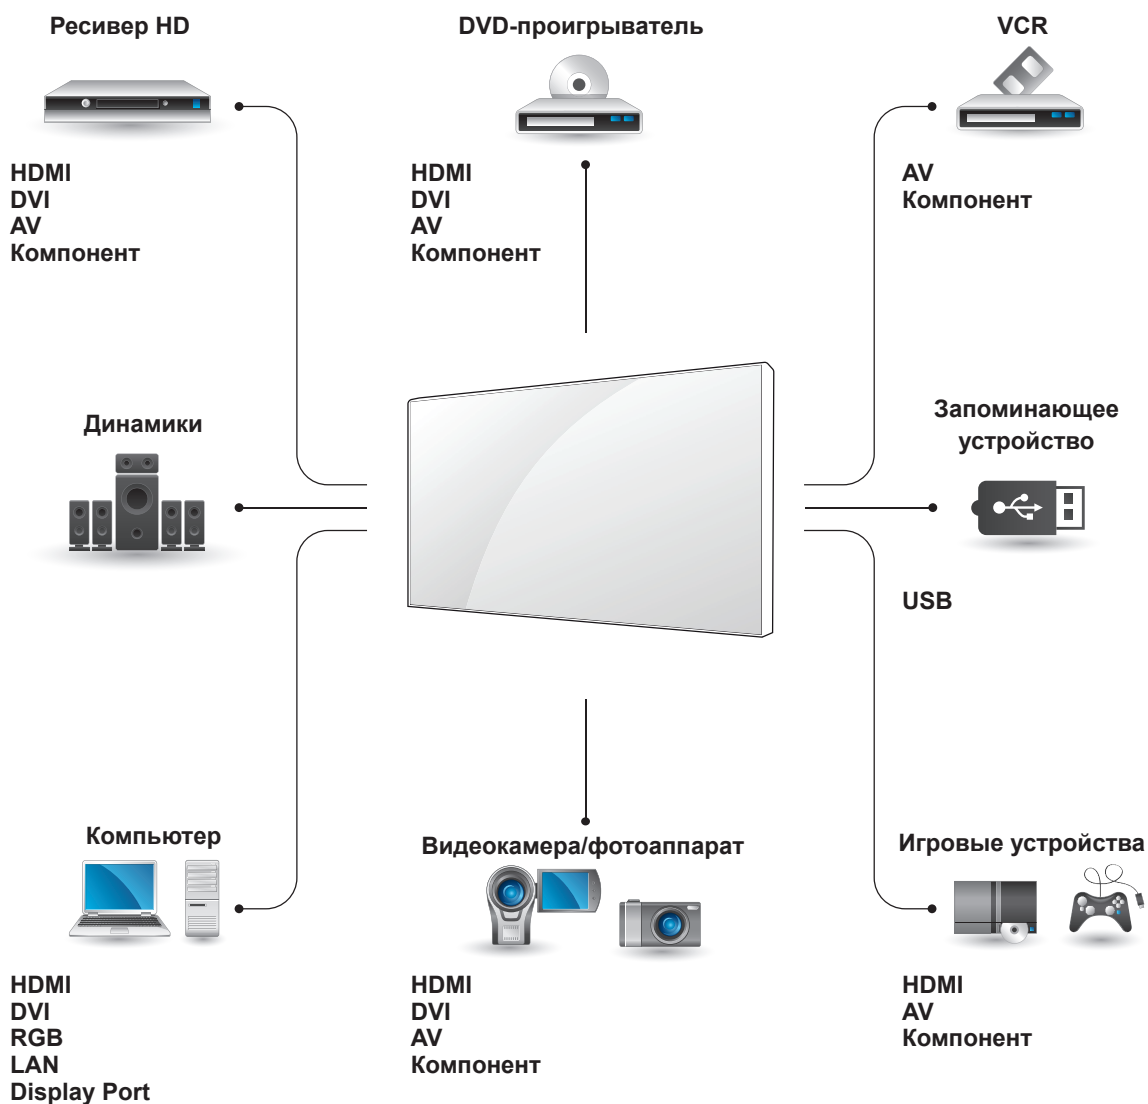 Ресивер HD
HDMI
DVI
AV
Компонент
DVD-проигрыватель
HDMI
DVI
AV
Компонент
VCR
AV
Компонент
Динамики
Запоминающее
устройство
USB
Компьютер
HDMI
DVI
RGB
LAN
Display Port
Видеокамера/фотоаппарат
HDMI
DVI
AV
Компонент
Игровые устройства
HDMI
AV
Компонент